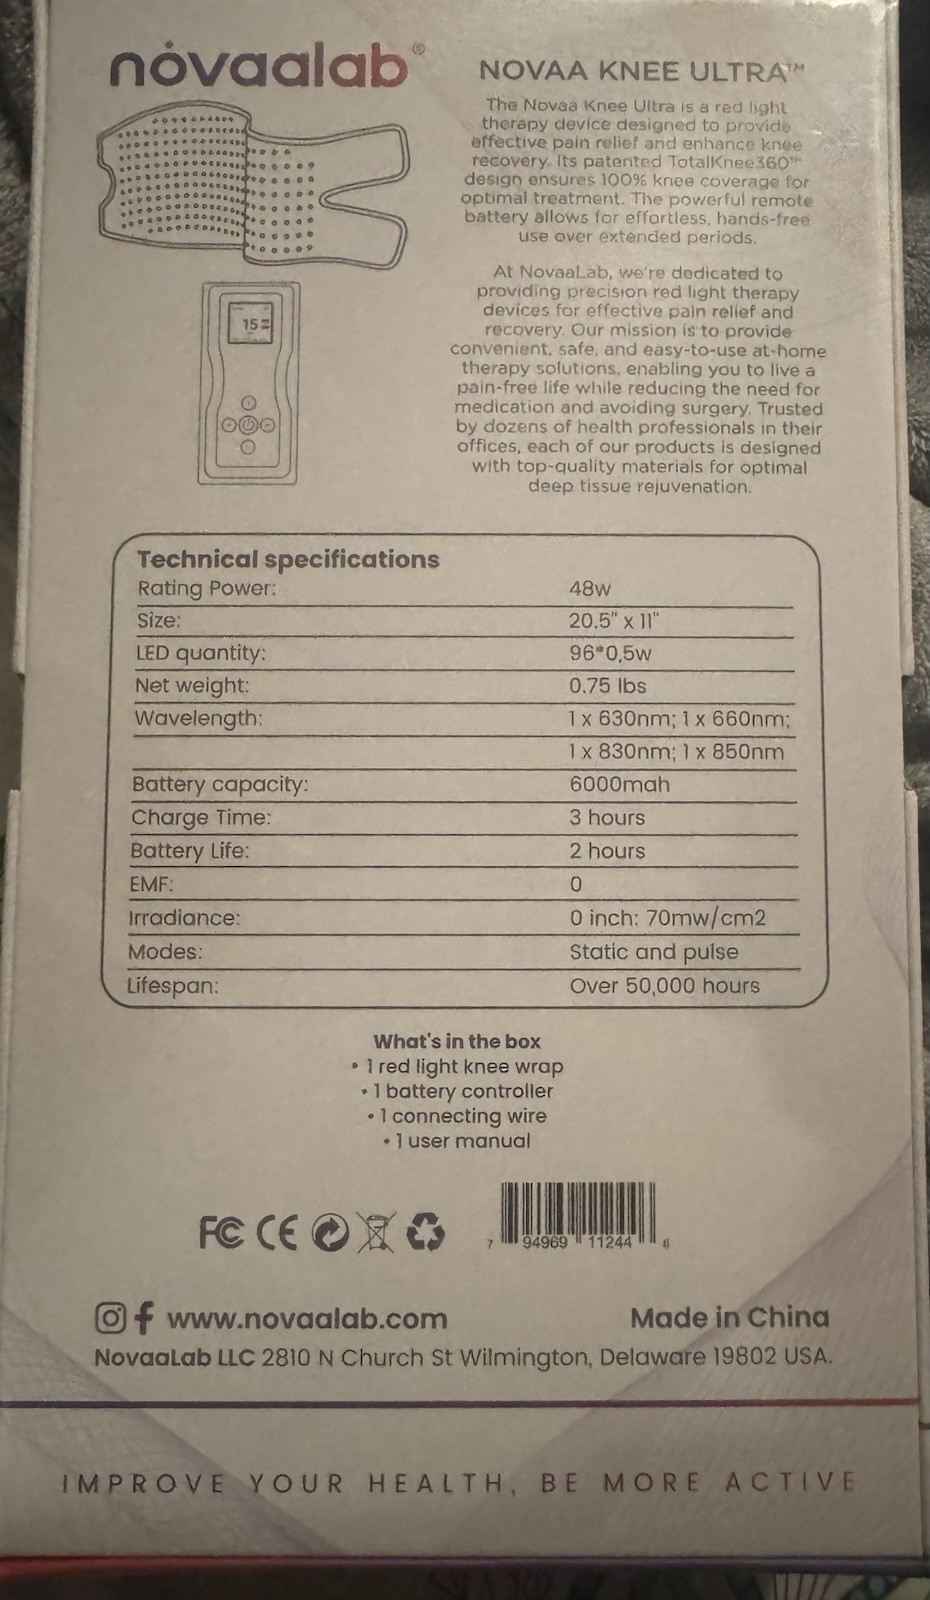 novaalab®
NOVAA KNEE ULTRA™
The Novaa Knee Ultra is a red light
therapy device designed to provide
effective pain relief and enhance knee
recovery. Its patented TotalKnee360™
design ensures 100% knee coverage for
optimal treatment. The powerful remote
battery allows for effortless, hands-free
use over extended periods.
At NovaaLab, we're dedicated to
providing precision red light therapy
devices for effective pain relief and
recovery. Our mission is to provide
convenient, safe, and easy-to-use at-home
therapy solutions, enabling you to live a
pain-free life while reducing the need for
medication and avoiding surgery. Trusted
by dozens of health professionals in their
offices, each of our products is designed
with top-quality materials for optimal
deep tissue rejuvenation.
15
Technical specifications
Rating Power: 48w
Size: 20.5" x 11"
LED quantity: 96*0,5w
Net weight: 0.75 lbs
Wavelength: 1 x 630nm; 1 x 660nm;
1 x 830nm; 1 x 850nm
Battery capacity: 6000mah
Charge Time: 3 hours
Battery Life: 2 hours
EMF: 0
Irradiance: 0 inch: 70mw/cm2
Modes: Static and pulse
Lifespan: Over 50,000 hours
What's in the box
• 1 red light knee wrap
• 1 battery controller
• 1 connecting wire
• 1 user manual
FC CE
7 94969 11244 6
www.novaalab.com
Made in China
NovaaLab LLC 2810 N Church St Wilmington, Delaware 19802 USA.
IMPROVE YOUR HEALTH, BE MORE ACTIVE